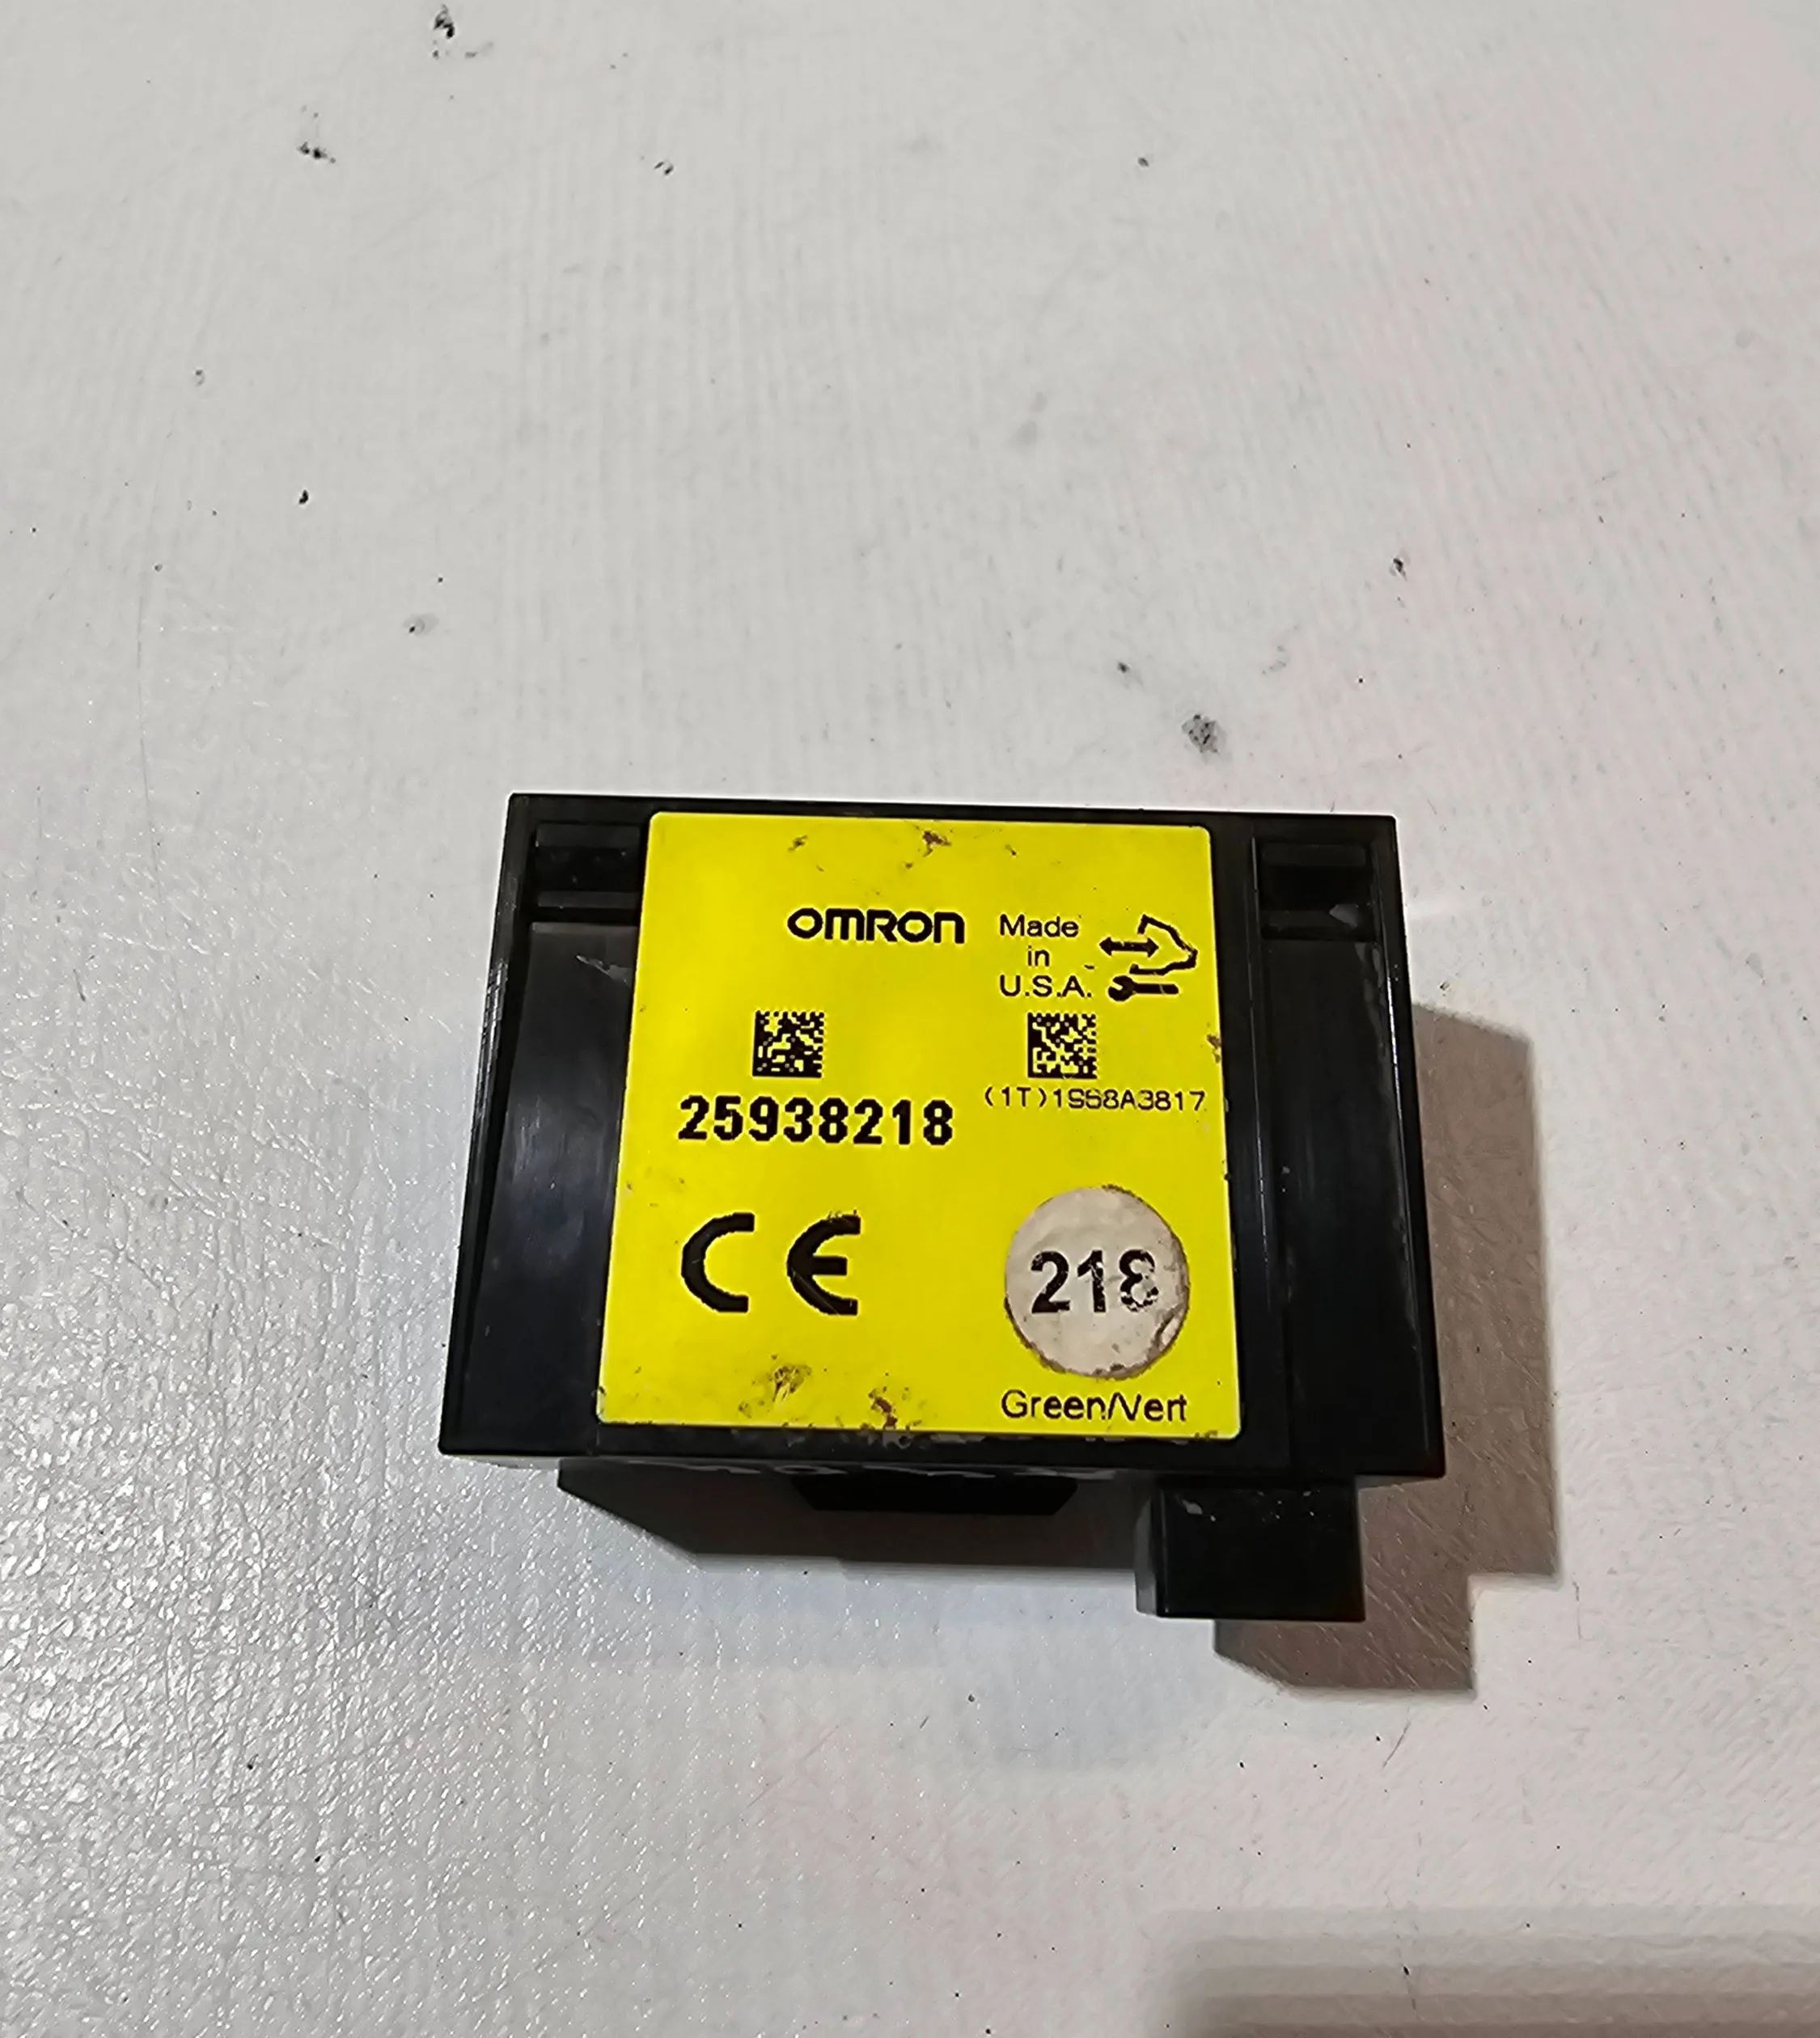 OMRON
Made
in
U.S.A.
25938218
(1T)1S68A3817
CE
218
Green/Vert